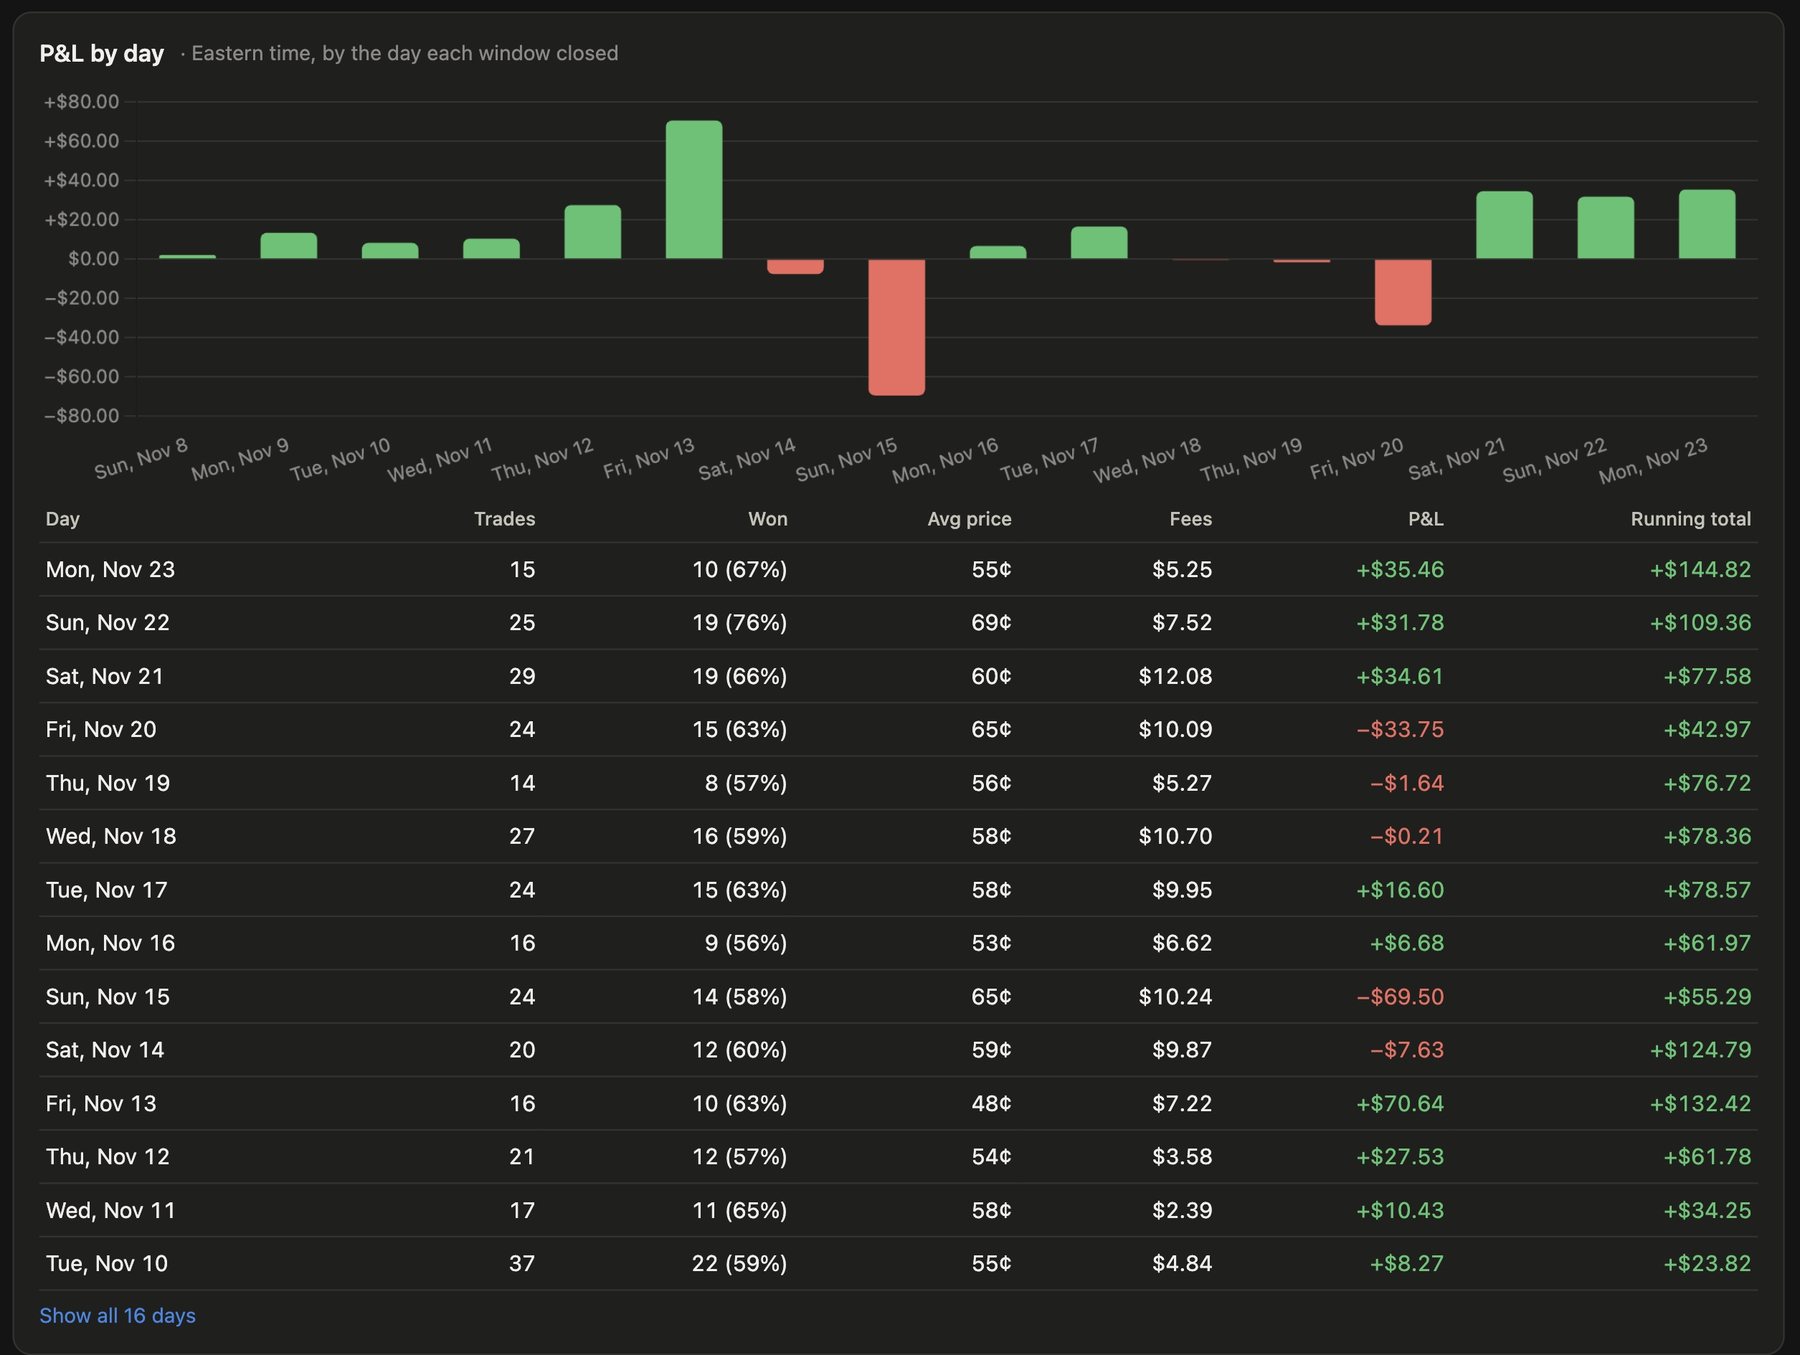 P&L by day · Eastern time, by the day each window closed
+$80.00
+$60.00
+$40.00
+$20.00
$0.00
−$20.00
−$40.00
−$60.00
−$80.00
Sun, Nov 8 Mon, Nov 9 Tue, Nov 10 Wed, Nov 11 Thu, Nov 12 Fri, Nov 13 Sat, Nov 14 Sun, Nov 15 Mon, Nov 16 Tue, Nov 17 Wed, Nov 18 Thu, Nov 19 Fri, Nov 20 Sat, Nov 21 Sun, Nov 22 Mon, Nov 23
Day Trades Won Avg price Fees P&L Running total
Mon, Nov 23 15 10 (67%) 55¢ $5.25 +$35.46 +$144.82
Sun, Nov 22 25 19 (76%) 69¢ $7.52 +$31.78 +$109.36
Sat, Nov 21 29 19 (66%) 60¢ $12.08 +$34.61 +$77.58
Fri, Nov 20 24 15 (63%) 65¢ $10.09 −$33.75 +$42.97
Thu, Nov 19 14 8 (57%) 56¢ $5.27 −$1.64 +$76.72
Wed, Nov 18 27 16 (59%) 58¢ $10.70 −$0.21 +$78.36
Tue, Nov 17 24 15 (63%) 58¢ $9.95 +$16.60 +$78.57
Mon, Nov 16 16 9 (56%) 53¢ $6.62 +$6.68 +$61.97
Sun, Nov 15 24 14 (58%) 65¢ $10.24 −$69.50 +$55.29
Sat, Nov 14 20 12 (60%) 59¢ $9.87 −$7.63 +$124.79
Fri, Nov 13 16 10 (63%) 48¢ $7.22 +$70.64 +$132.42
Thu, Nov 12 21 12 (57%) 54¢ $3.58 +$27.53 +$61.78
Wed, Nov 11 17 11 (65%) 58¢ $2.39 +$10.43 +$34.25
Tue, Nov 10 37 22 (59%) 55¢ $4.84 +$8.27 +$23.82
Show all 16 days